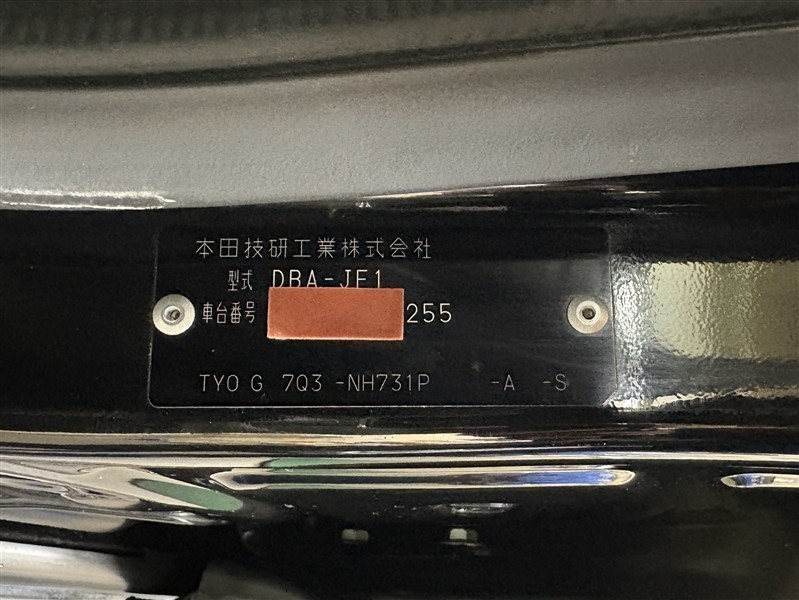 本田技研工業株式会社
型式 DBA-JF1
車台番号 255
TYO G 7Q3 -NH731P -A -S